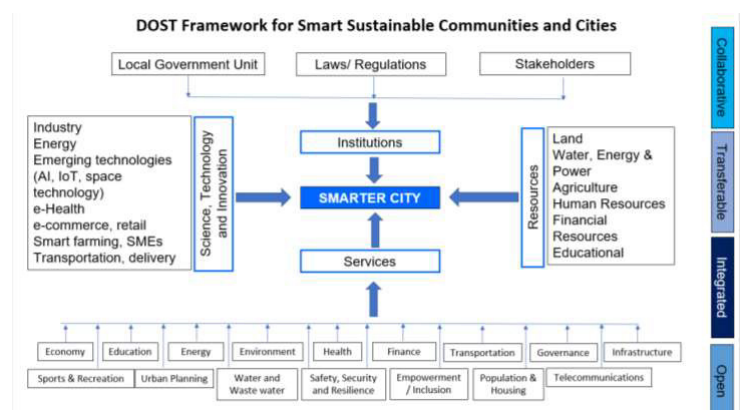 DOST Framework for Smart Sustainable Communities and Cities
Local Government Unit
Laws/ Regulations
Stakeholders
Institutions
Industry
Energy
Emerging technologies
(AI, IoT, space
technology)
e-Health
e-commerce, retail
Smart farming, SMEs
Transportation, delivery
Science, Technology
and Innovation
SMARTER CITY
Resources
Land
Water, Energy &
Power
Agriculture
Human Resources
Financial
Resources
Educational
Services
Economy
Education
Energy
Environment
Health
Finance
Transportation
Governance
Infrastructure
Sports & Recreation
Urban Planning
Water and
Waste water
Safety, Security
and Resilience
Empowerment
/ Inclusion
Population &
Housing
Telecommunications
Collaborative
Transferable
Integrated
Open